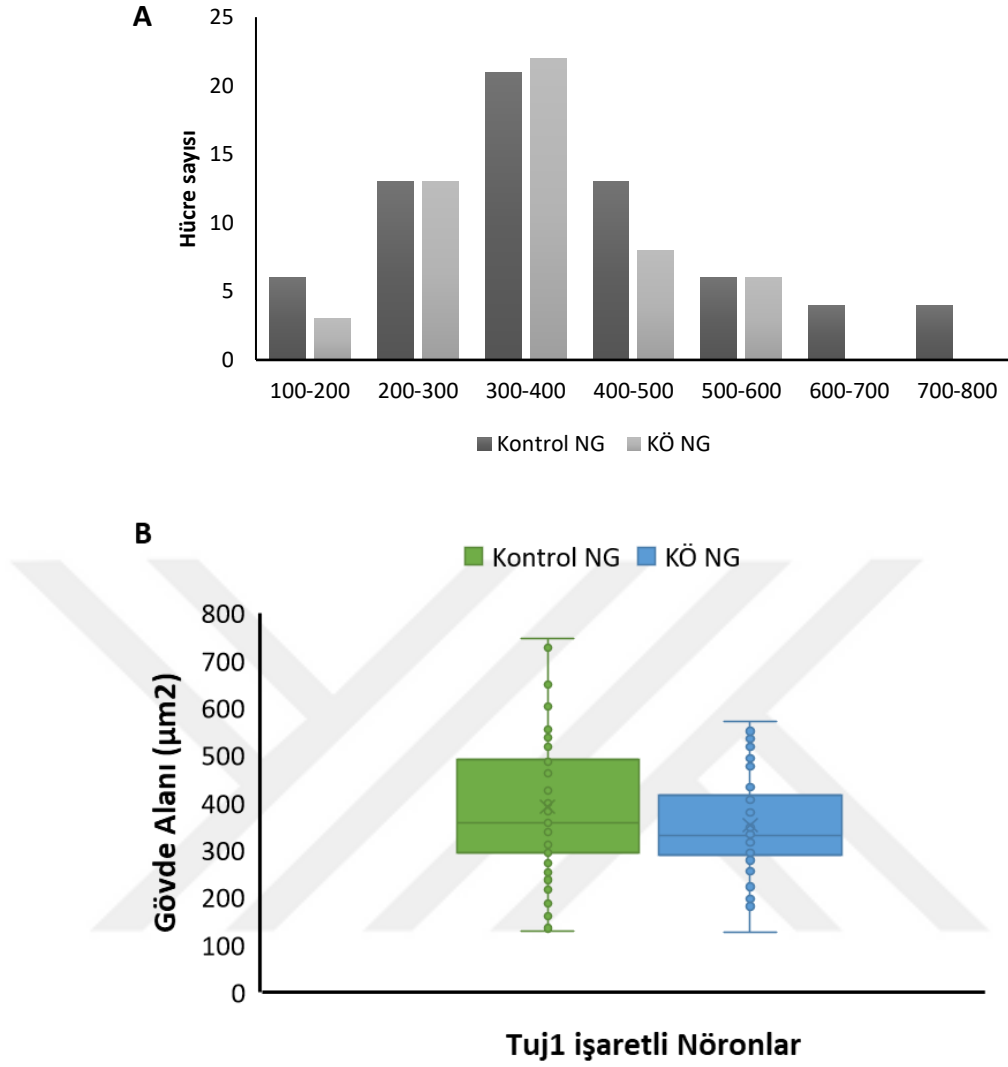 A
Hücre sayısı
25
20
15
10
5
0
100-200 200-300 300-400 400-500 500-600 600-700 700-800
Kontrol NG KÖ NG
B
Kontrol NG KÖ NG
Gövde Alanı (µm2)
800
700
600
500
400
300
200
100
0
Tuj1 işaretli Nöronlar